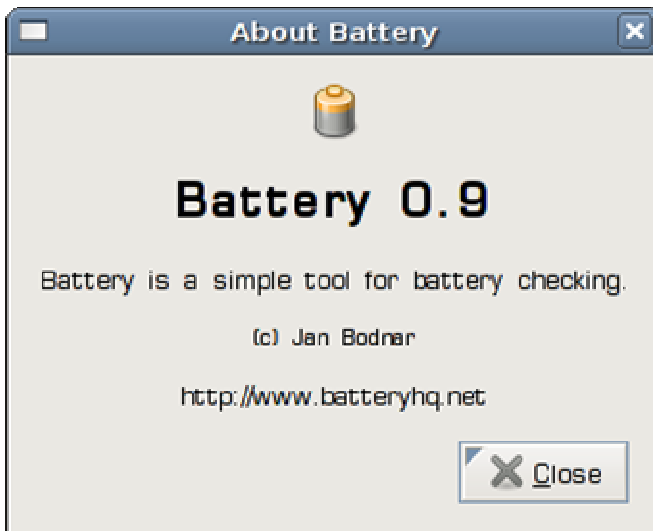 About Battery
Battery 0.9
Battery is a simple tool for battery checking.
(c) Jan Bodnar
http://www.batteryhq.net
Close